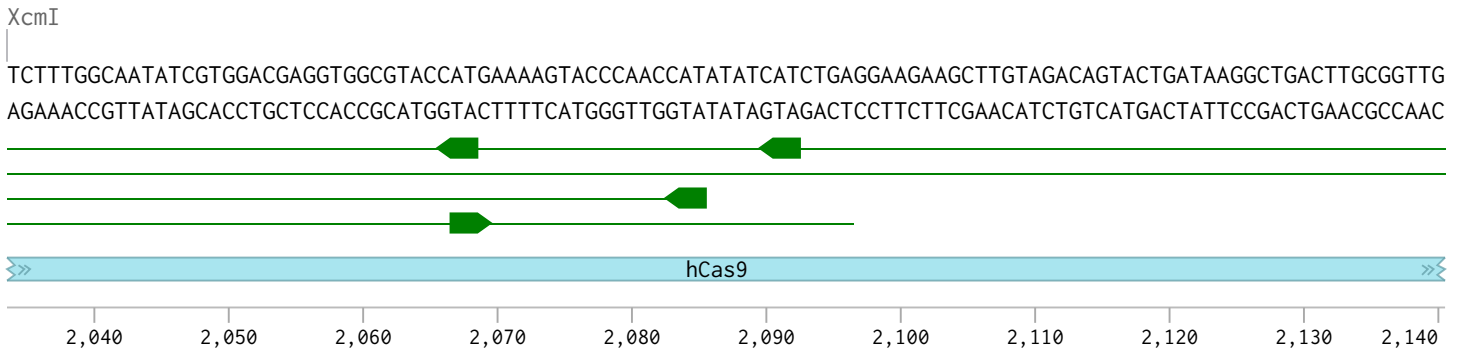 XcmI
TCTTTGGCAATATCGTGGACGAGGTGGCGTACCATGAAAAGTACCCAACCATATATCATCTGAGGAAGAAGCTTGTAGACAGTACTGATAAGGCTGACTTGCGGTTG
AGAAACCGTTATAGCACCTGCTCCACCGCATGGTACTTTTCATGGGTTGGTATATAGTAGACTCCTTCTTCGAACATCTGTCATGACTATTCCGACTGAACGCCAAC
hCas9
2,040 2,050 2,060 2,070 2,080 2,090 2,100 2,110 2,120 2,130 2,140